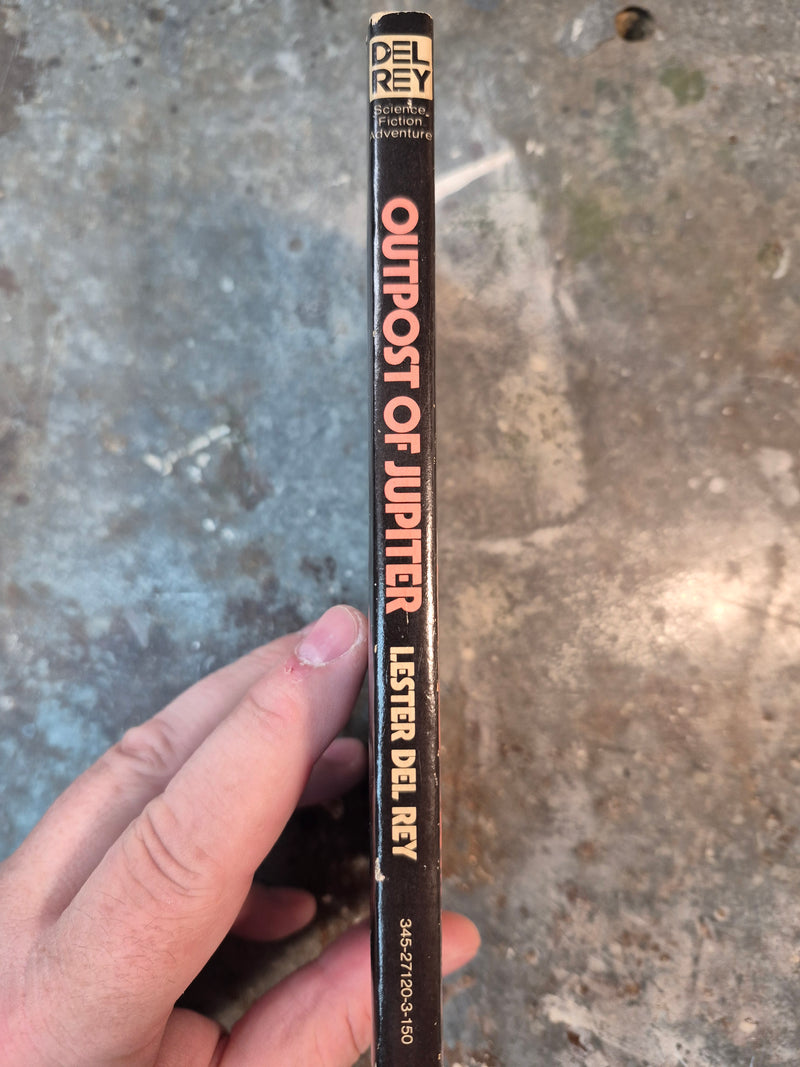 DEL
REY
Science
Fiction
Adventure
OUTPOST OF JUPITER
LESTER DEL REY
345-27120-3-150